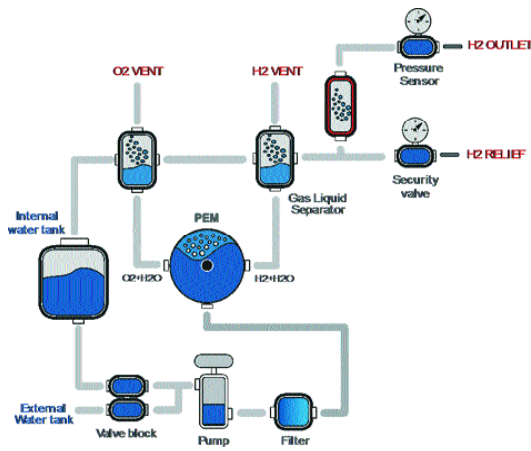 H2 OUTLET
Pressure
Sensor
O2 VENT
H2 VENT
H2 RELIEF
Security
valve
Gas Liquid
Separator
Internal
water tank
PEM
O2+H2O
H2+H2O
External
Water tank
Valve block
Pump
Filter